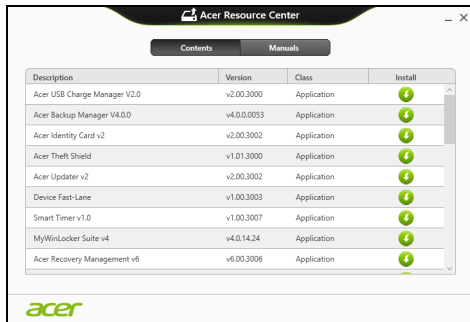 Acer Resource Center
Contents Manuals
Description Version Class Install
Acer USB Charge Manager V2.0 v2.00.3000 Application
Acer Backup Manager V4.0.0 v4.0.0.0053 Application
Acer Identity Card v2 v2.00.3002 Application
Acer Theft Shield v1.01.3000 Application
Acer Updater v2 v2.00.3002 Application
Device Fast-Lane v1.00.3003 Application
Smart Timer v1.0 v1.00.3007 Application
MyWinLocker Suite v4 v4.0.14.24 Application
Acer Recovery Management v6 v6.00.3006 Application
acer